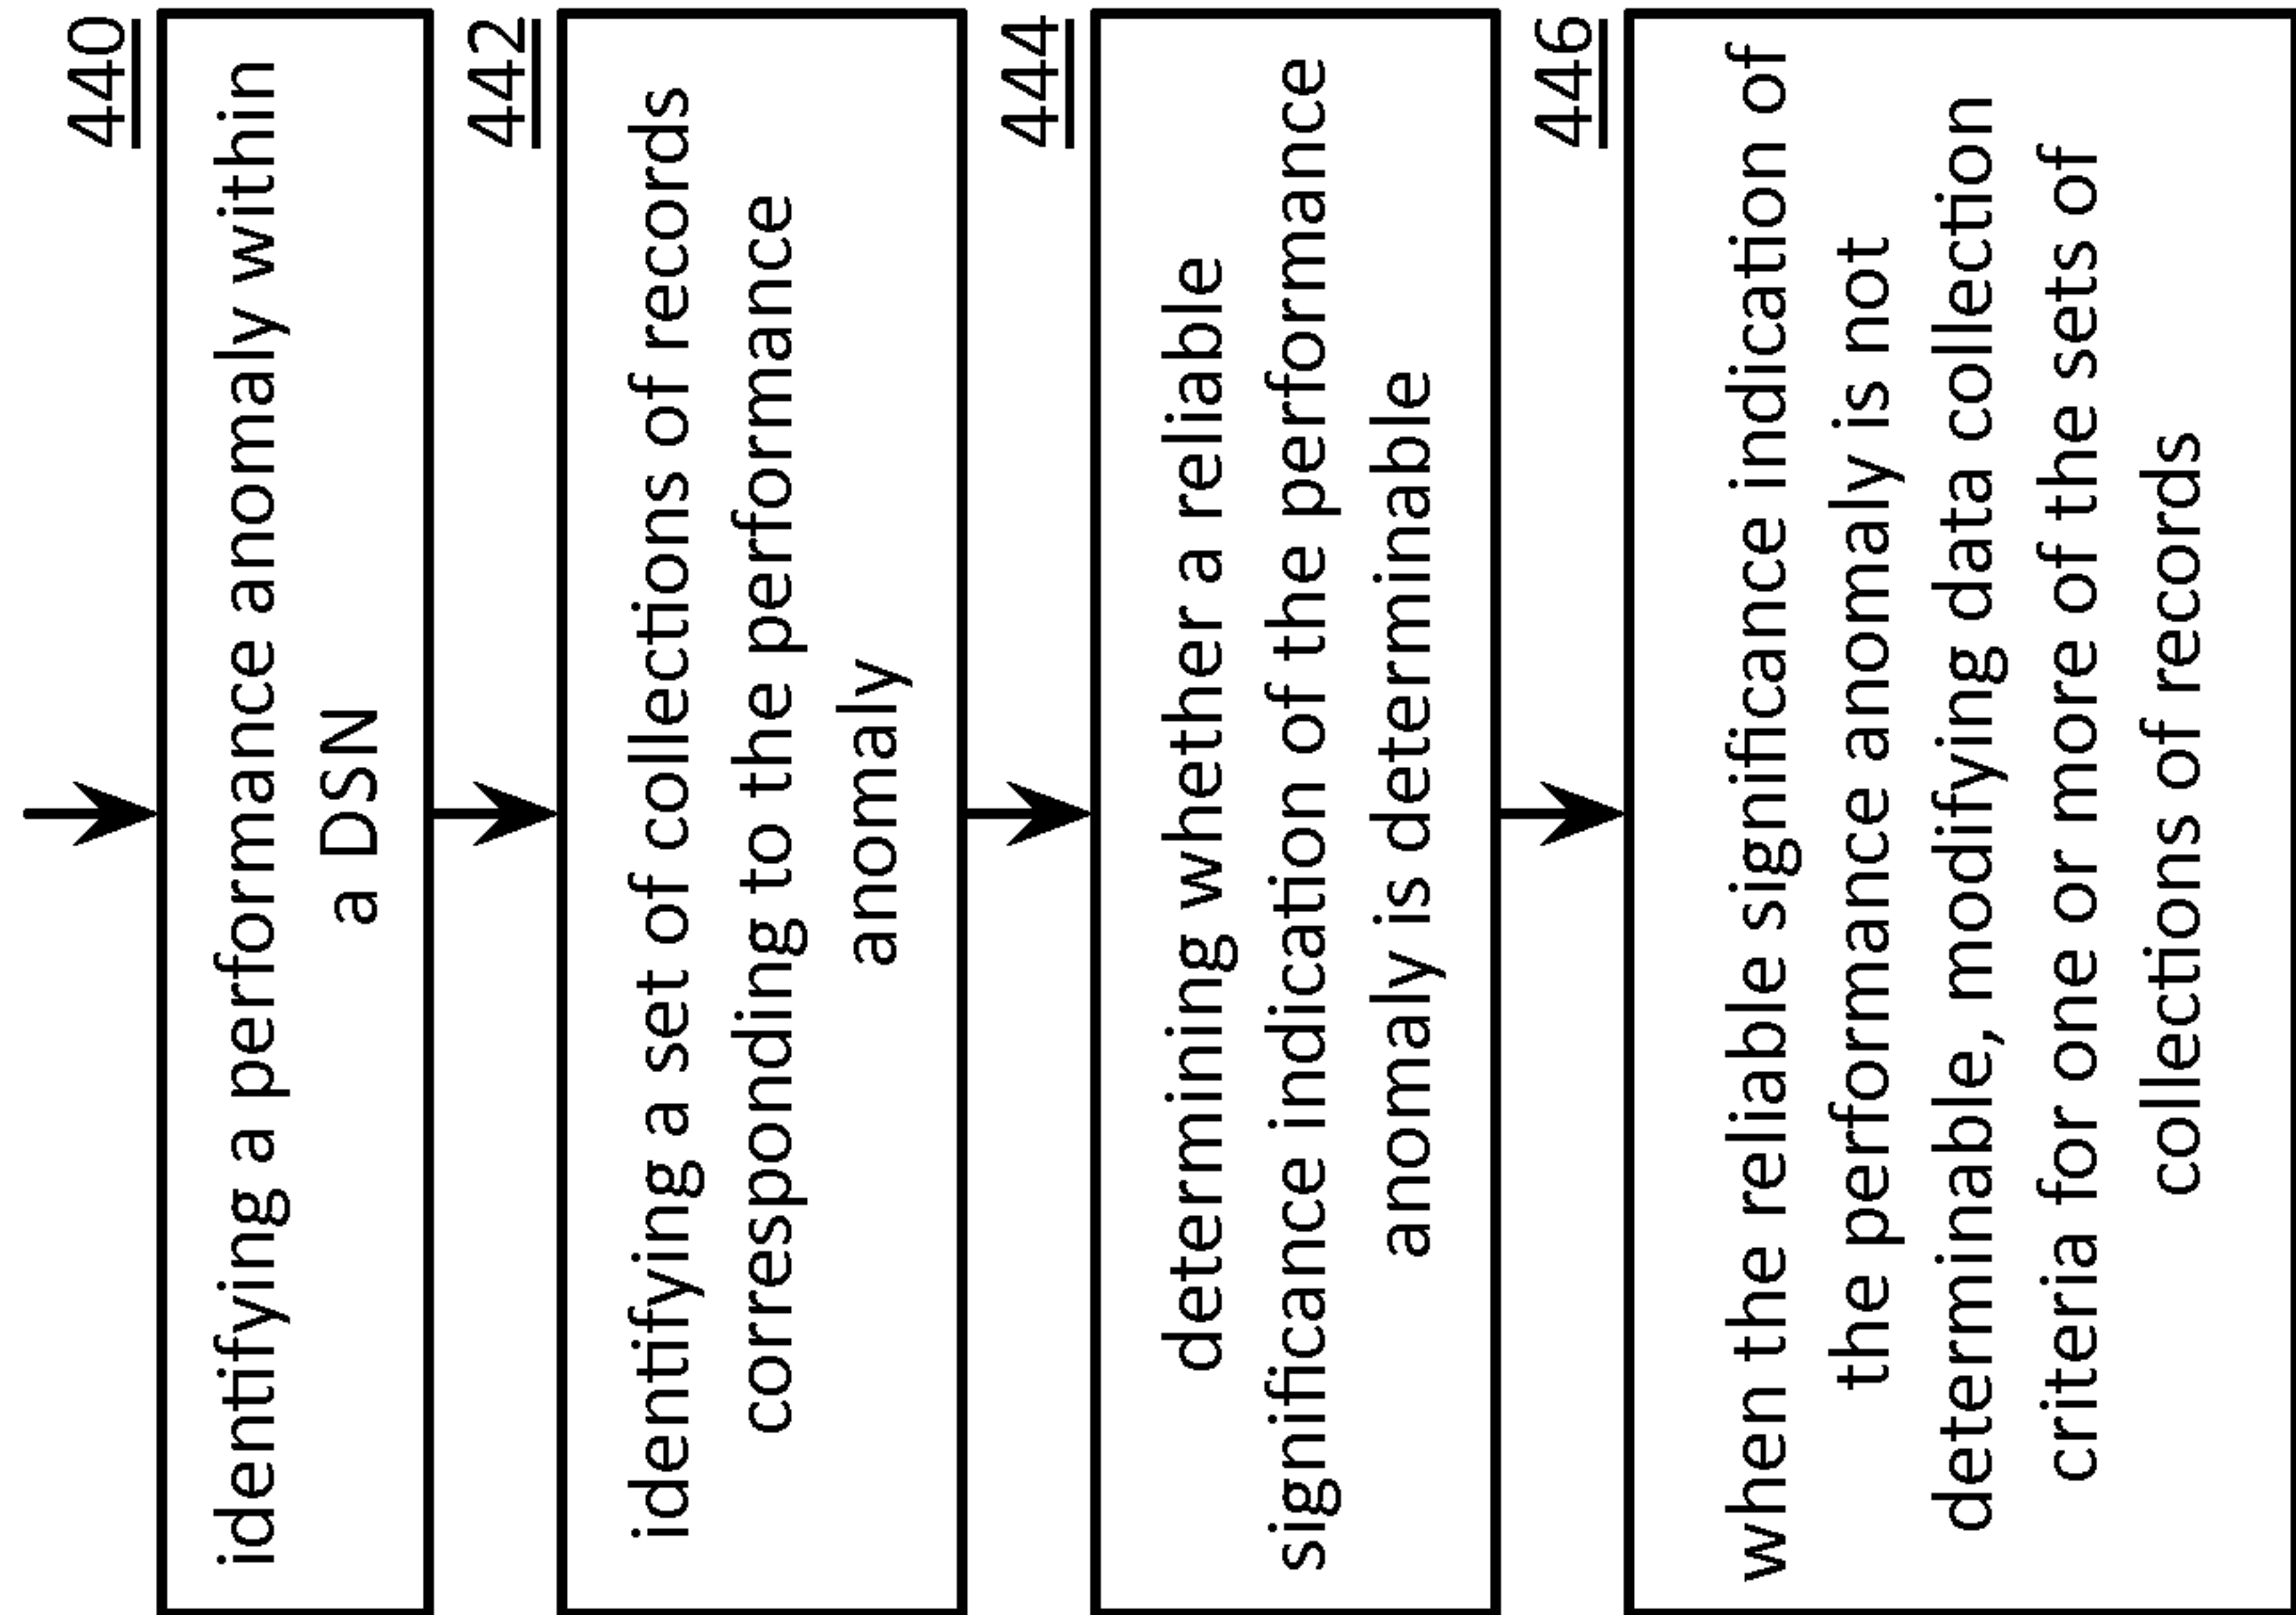 440
identifying a performance anomaly within
a DSN
442
identifying a set of collections of records
corresponding to the performance
anomaly
444
determining whether a reliable
significance indication of the performance
anomaly is determinable
446
when the reliable significance indication of
the performance anomaly is not
determinable, modifying data collection
criteria for one or more of the sets of
collections of records